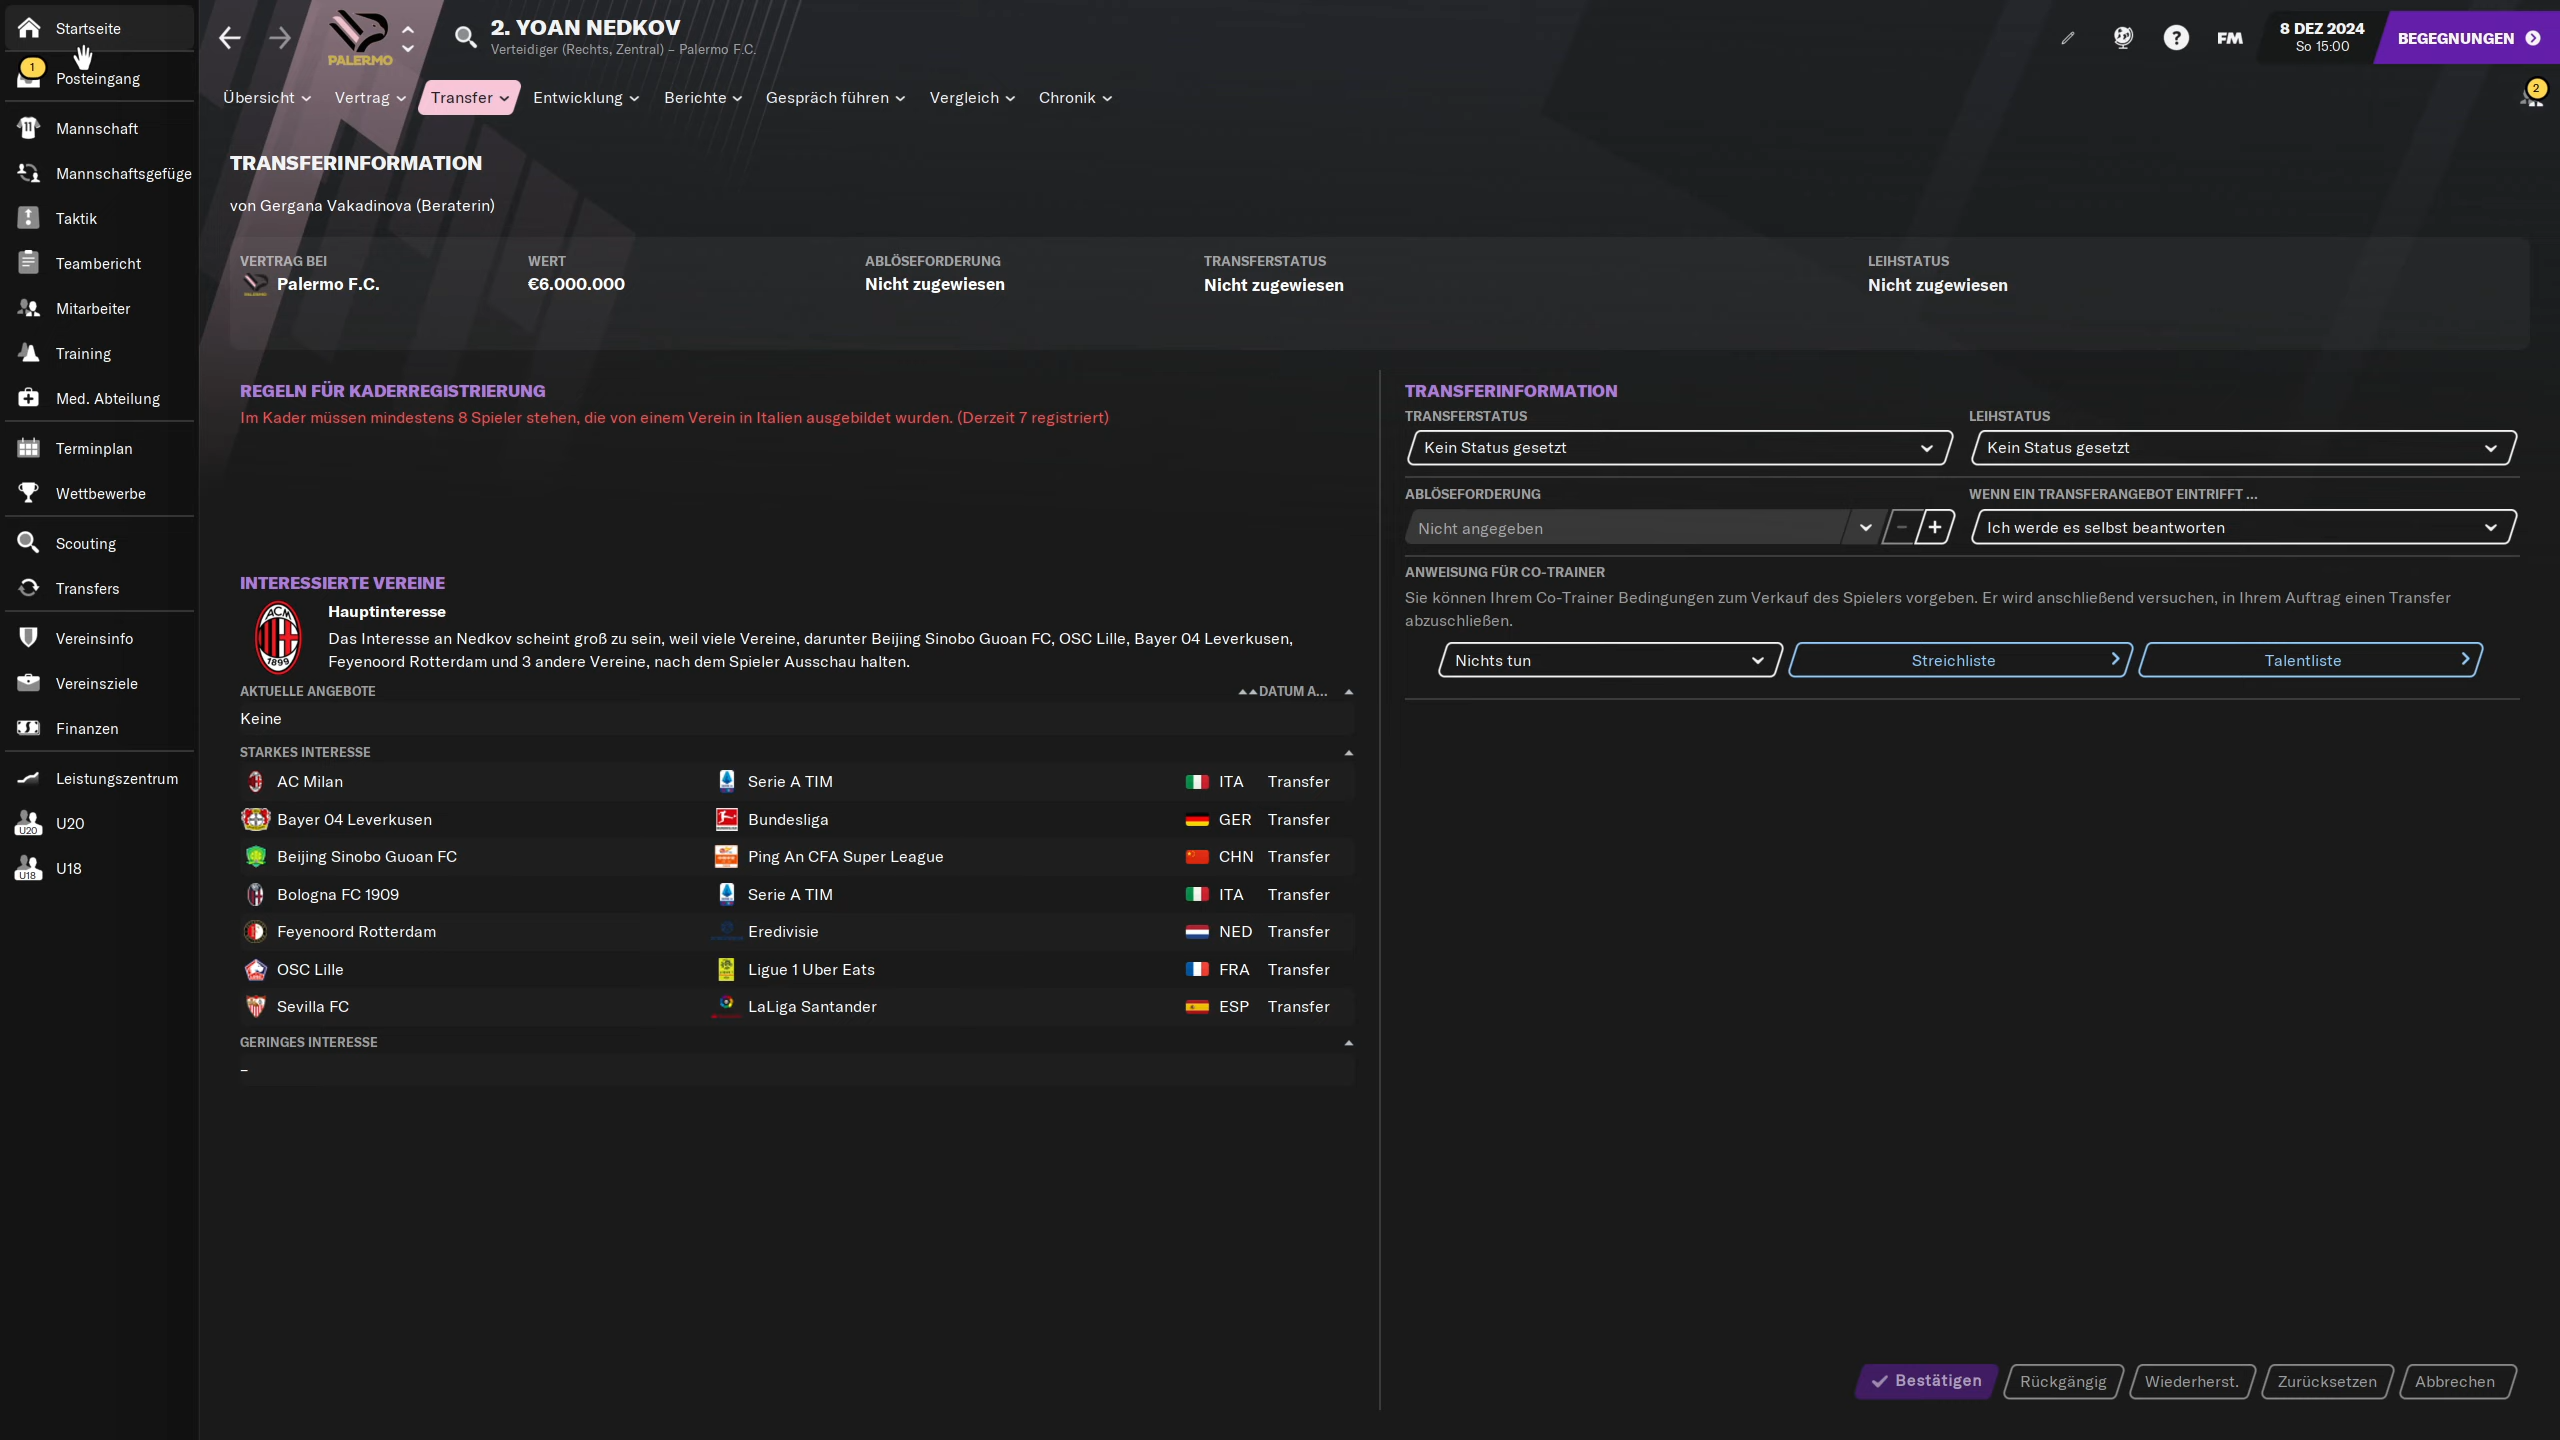 Startseite
1
Posteingang
Mannschaft
11
Mannschaftsgefüge
Taktik
Teambericht
Mitarbeiter
Training
Med. Abteilung
Terminplan
Wettbewerbe
Scouting
Transfers
Vereinsinfo
Vereinsziele
Finanzen
Leistungszentrum
U20 U20
U18 U18
PALERMO
2. YOAN NEDKOV
Verteidiger (Rechts, Zentral) – Palermo F.C.
? FM
8 DEZ 2024
So 15:00
BEGEGNUNGEN
Übersicht Vertrag Transfer Entwicklung Berichte Gespräch führen Vergleich Chronik
2
TRANSFERINFORMATION
von Gergana Vakadinova (Beraterin)
VERTRAG BEI WERT ABLÖSEFORDERUNG TRANSFERSTATUS LEIHSTATUS
Palermo F.C. €6.000.000 Nicht zugewiesen Nicht zugewiesen Nicht zugewiesen
REGELN FÜR KADERREGISTRIERUNG
Im Kader müssen mindestens 8 Spieler stehen, die von einem Verein in Italien ausgebildet wurden. (Derzeit 7 registriert)
INTERESSIERTE VEREINE
ACM
1899
Hauptinteresse
Das Interesse an Nedkov scheint groß zu sein, weil viele Vereine, darunter Beijing Sinobo Guoan FC, OSC Lille, Bayer 04 Leverkusen,
Feyenoord Rotterdam und 3 andere Vereine, nach dem Spieler Ausschau halten.
AKTUELLE ANGEBOTE DATUM A...
Keine
STARKES INTERESSE
AC Milan Serie A TIM ITA Transfer
Bayer 04 Leverkusen Bundesliga GER Transfer
Beijing Sinobo Guoan FC Ping An CFA Super League CHN Transfer
Bologna FC 1909 Serie A TIM ITA Transfer
Feyenoord Rotterdam Eredivisie NED Transfer
OSC Lille Ligue 1 Uber Eats FRA Transfer
Sevilla FC LaLiga Santander ESP Transfer
GERINGES INTERESSE
–
TRANSFERINFORMATION
TRANSFERSTATUS LEIHSTATUS
Kein Status gesetzt Kein Status gesetzt
ABLÖSEFORDERUNG WENN EIN TRANSFERANGEBOT EINTRIFFT ...
Nicht angegeben – + Ich werde es selbst beantworten
ANWEISUNG FÜR CO-TRAINER
Sie können Ihrem Co-Trainer Bedingungen zum Verkauf des Spielers vorgeben. Er wird anschließend versuchen, in Ihrem Auftrag einen Transfer
abzuschließen.
Nichts tun Streichliste Talentliste
Bestätigen Rückgängig Wiederherst. Zurücksetzen Abbrechen